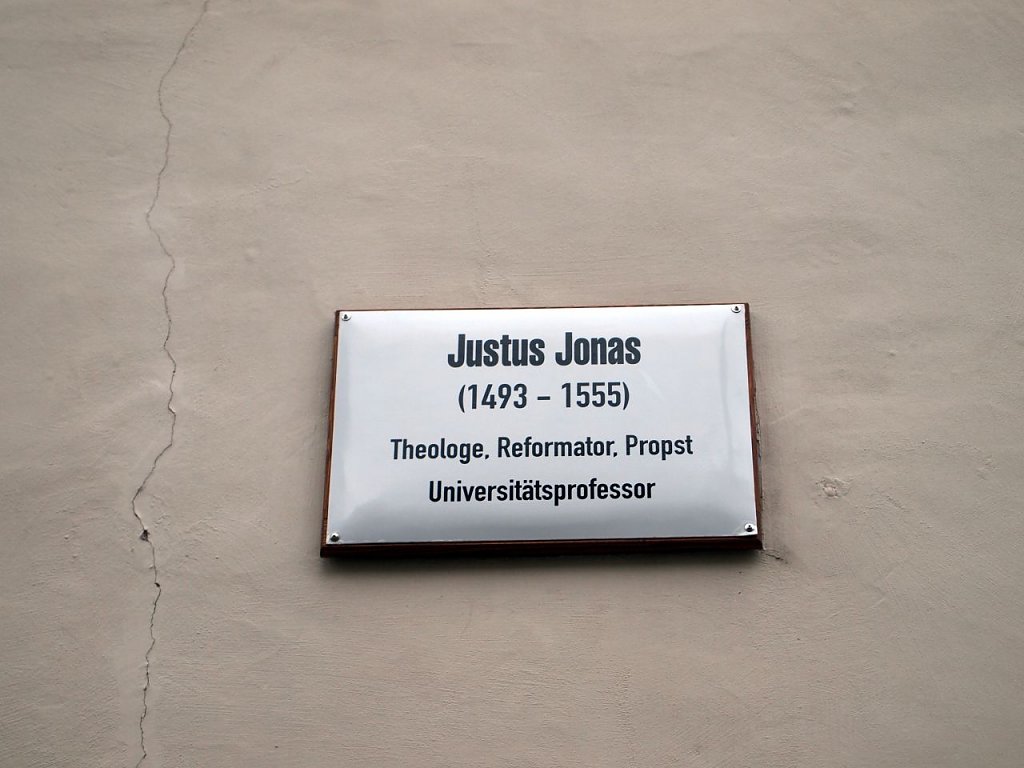 Justus Jonas
(1493 – 1555)
Theologe, Reformator, Propst
Universitätsprofessor